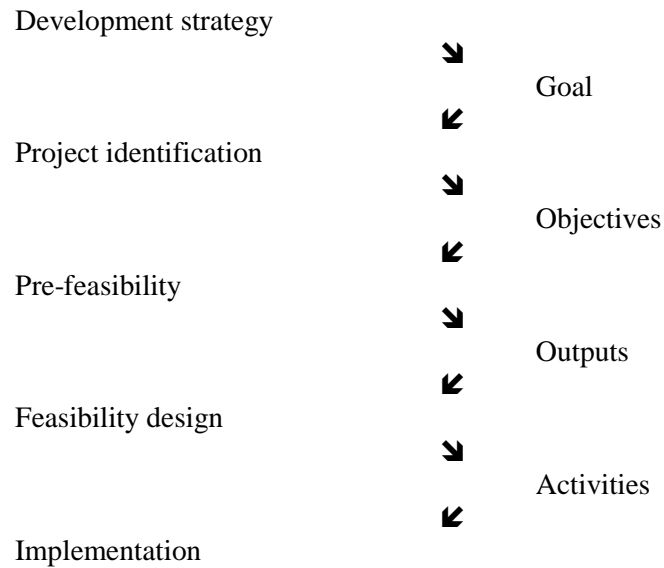 Development strategy
Goal
Project identification
Objectives
Pre-feasibility
Outputs
Feasibility design
Activities
Implementation